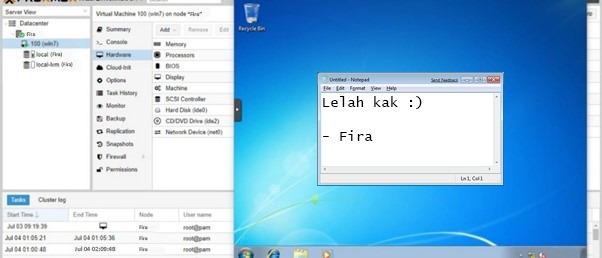 Server View
Datacenter
Fira
100 (win7)
local (Fira)
local-lvm (Fira)
Virtual Machine 100 (win7) on node "Fira"
Summary
Console
Hardware
Cloud-Init
Options
Task History
Monitor
Backup
Replication
Snapshots
Firewall
Permissions
Add
Remove
Edit
Memory
Processors
BIOS
Display
Machine
SCSI Controller
Hard Disk (ide0)
CD/DVD Drive (ide2)
Network Device (net0)
Recycle Bin
Untitled - Notepad
Send Feedback
File Edit Format View Help
Lelah kak :)
- Fira
Ln 1, Col 1
Tasks Cluster log
Start Time End Time Node User name
Jul 03 09:19:39 Fira root@pam
Jul 04 01:05:21 Jul 04 01:05:36 Fira root@pam
Jul 04 01:00:48 Jul 04 02:09:48 Fira root@pam